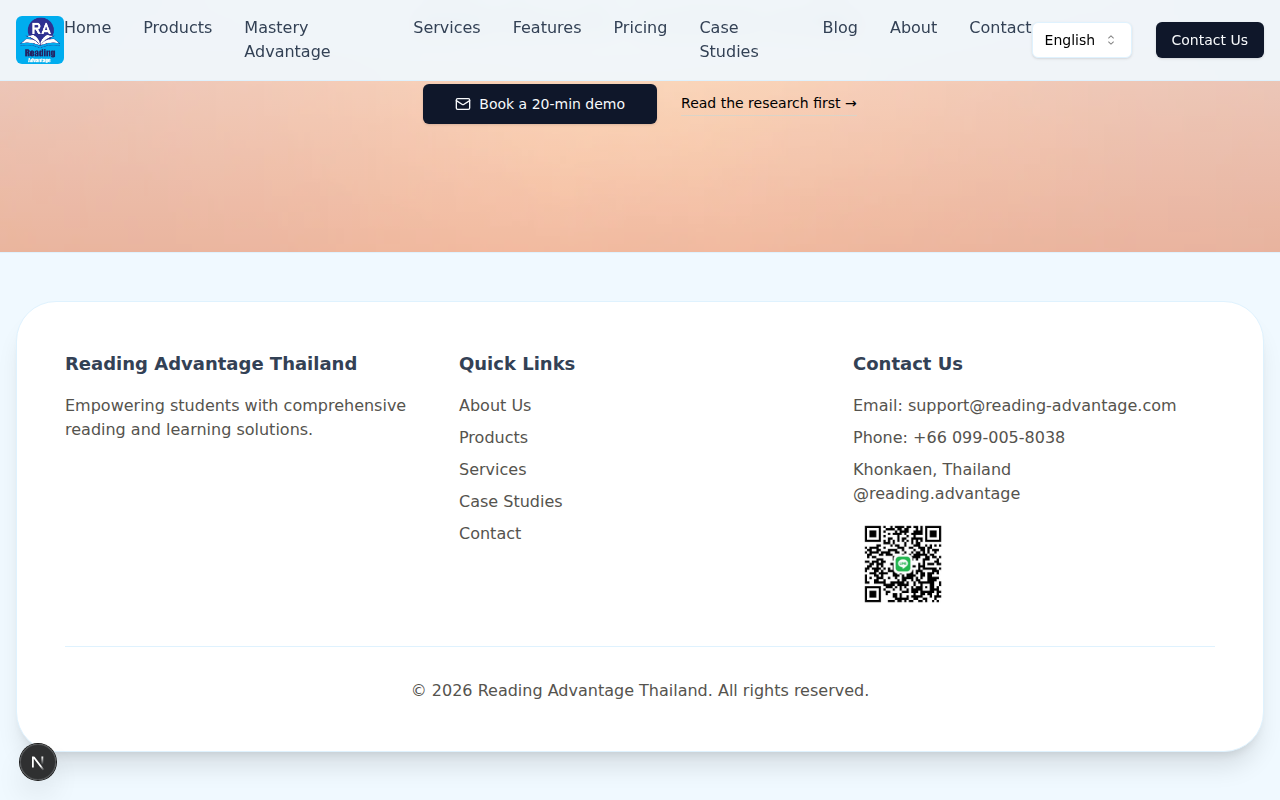 RA
Reading
Advantage
Home
Products
Mastery
Advantage
Services
Features
Pricing
Case
Studies
Blog
About
Contact
English
Contact Us
Book a 20-min demo
Read the research first →
Reading Advantage Thailand
Empowering students with comprehensive
reading and learning solutions.
Quick Links
About Us
Products
Services
Case Studies
Contact
Contact Us
Email: support@reading-advantage.com
Phone: +66 099-005-8038
Khonkaen, Thailand
@reading.advantage
© 2026 Reading Advantage Thailand. All rights reserved.
N